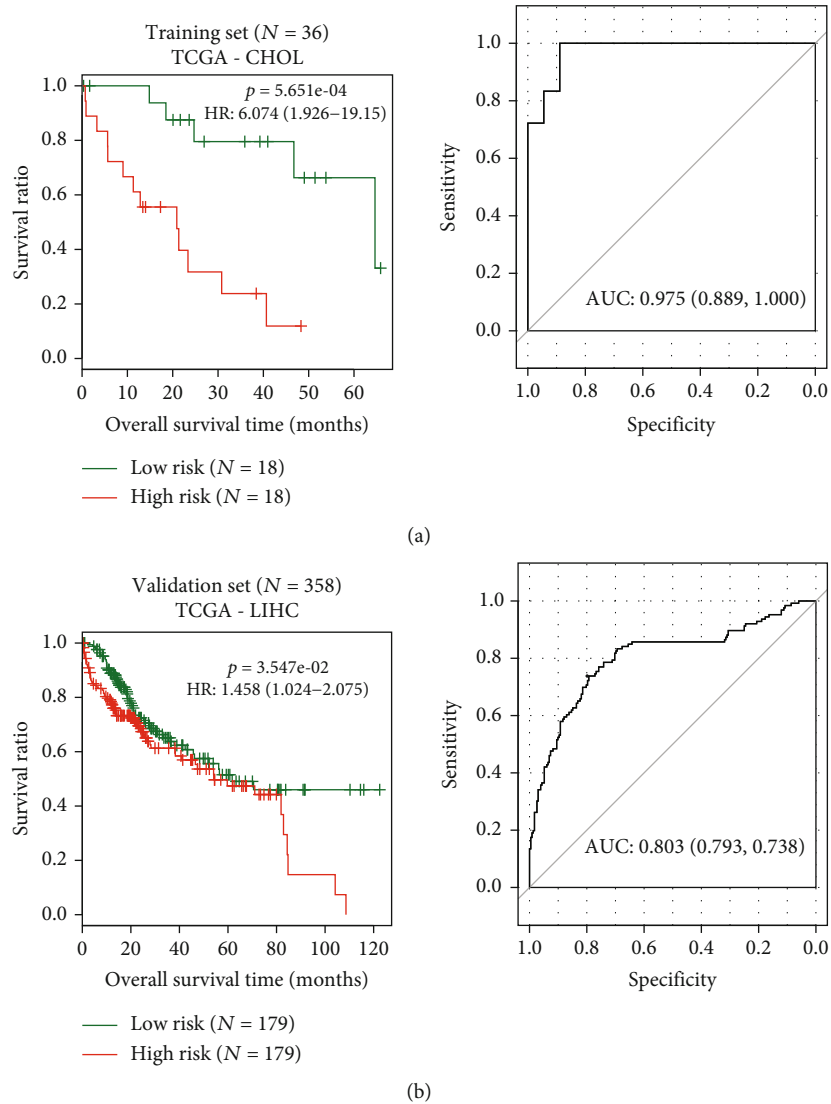 Training set (N = 36)
TCGA - CHOL
p = 5.651e-04
HR: 6.074 (1.926−19.15)
1.0
0.8
0.6
0.4
0.2
0.0
Survival ratio
0 10 20 30 40 50 60
Overall survival time (months)
Low risk (N = 18)
High risk (N = 18)
1.0
0.8
0.6
0.4
0.2
0.0
Sensitivity
AUC: 0.975 (0.889, 1.000)
1.0 0.8 0.6 0.4 0.2 0.0
Specificity
(a)
Validation set (N = 358)
TCGA - LIHC
p = 3.547e-02
HR: 1.458 (1.024−2.075)
1.0
0.8
0.6
0.4
0.2
0.0
Survival ratio
0 20 40 60 80 100 120
Overall survival time (months)
Low risk (N = 179)
High risk (N = 179)
1.0
0.8
0.6
0.4
0.2
0.0
Sensitivity
AUC: 0.803 (0.793, 0.738)
1.0 0.8 0.6 0.4 0.2 0.0
Specificity
(b)